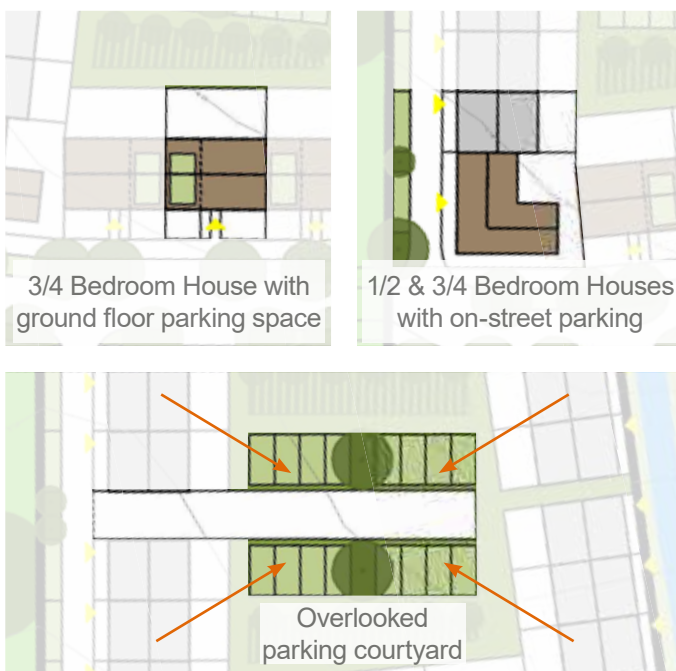 3/4 Bedroom House with
ground floor parking space
1/2 & 3/4 Bedroom Houses
with on-street parking
Overlooked
parking courtyard